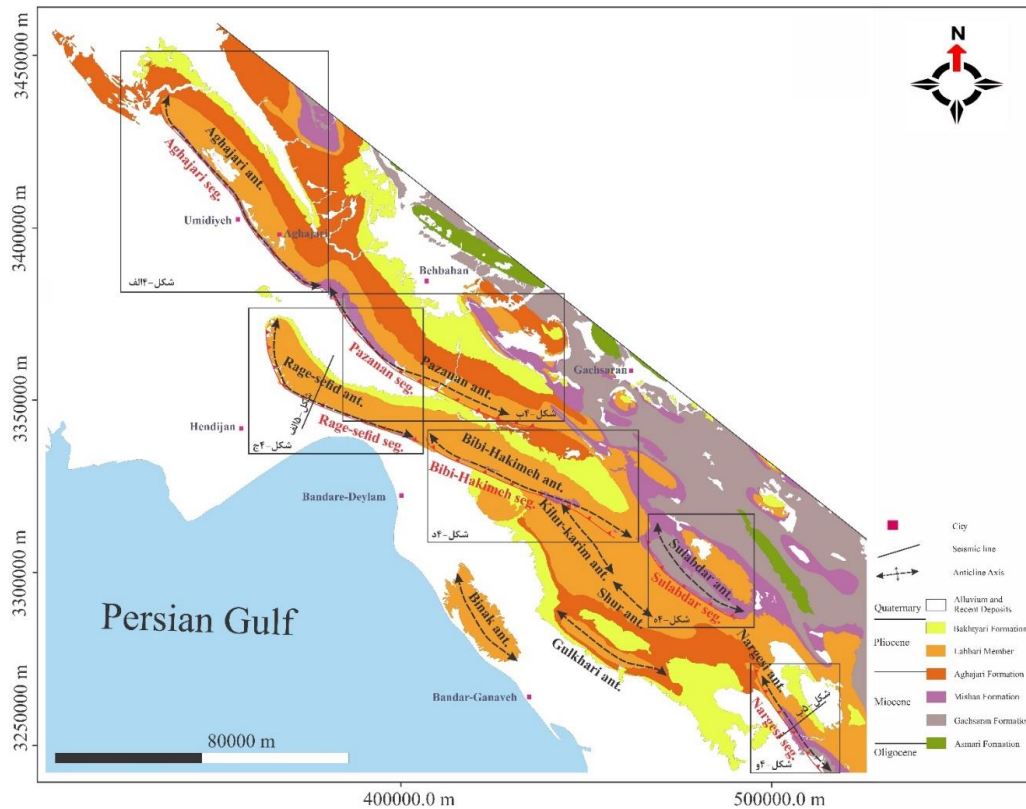 N
3450000 m
3400000 m
3350000 m
3300000 m
3250000 m
Aghajari ant.
Aghajari seg.
Umidiyeh
Aghajari
شکل-۴الف
Behbahan
Pazanan seg.
Pazanan ant.
شکل-۴ب
Gachsaran
Rage-sefid ant.
شکل-۵الف
Rage-sefid seg.
شکل-۴ج
Hendijan
Bibi-Hakimeh ant.
Bibi-Hakimeh seg.
شکل-۴د
Bandare-Deylam
Kilur-karim ant.
Sulabdar ant.
Sulabdar seg.
شکل-۴ه
Shur ant.
Binak ant.
Gulkhari ant.
Nargesi ant.
Nargesi seg.
شکل-۵ب
شکل-۴و
Persian Gulf
Bandar-Ganaveh
80000 m
400000.0 m
500000 m
City
Seismic line
Anticline Axis
Quaternary
Alluvium and
Recent Deposits
Pliocene
Bakhtyari Formation
Lahbari Member
Aghajari Formation
Miocene
Mishan Formation
Gachsaran Formation
Oligocene
Asmari Formation